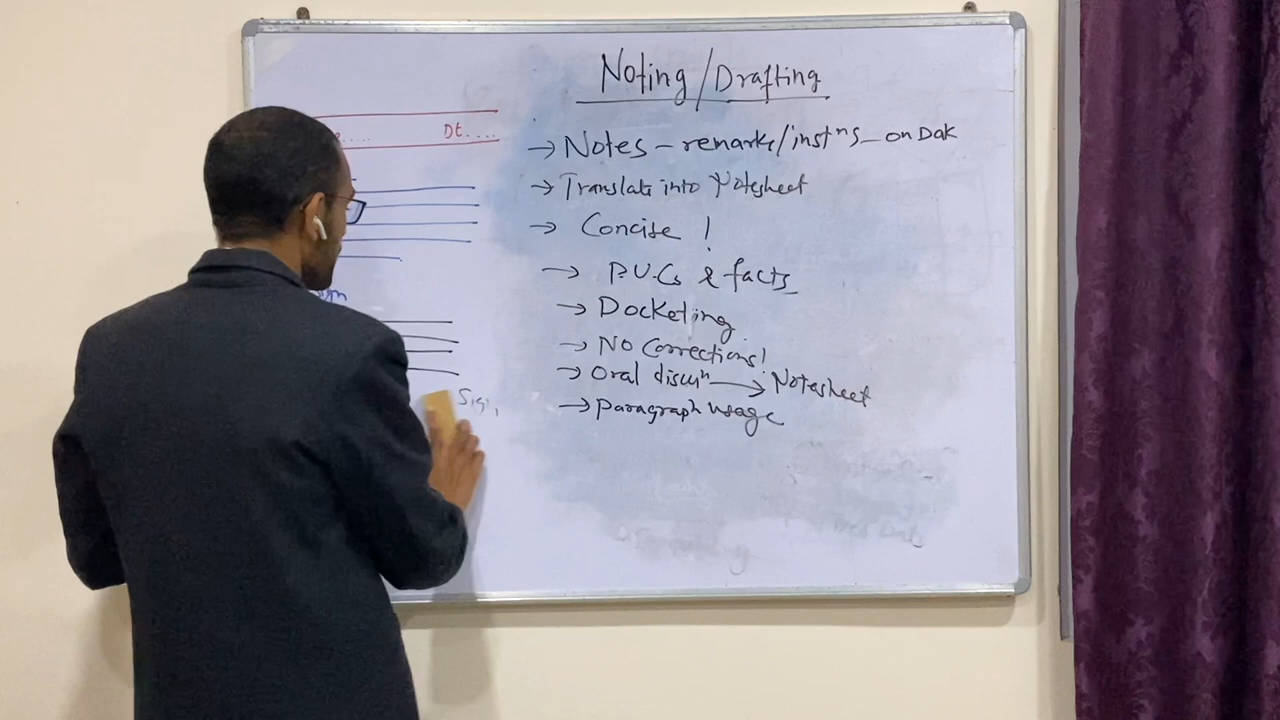 Noting/Drafting
Dt....
→ Notes - remarks/instⁿs - on Dak
→ Translate into Notesheet
→ Concise !
→ P.U.Cs & facts
→ Docketing
→ No Corrections!
→ Oral discuⁿ → Notesheet
→ Paragraph usage
Sig.